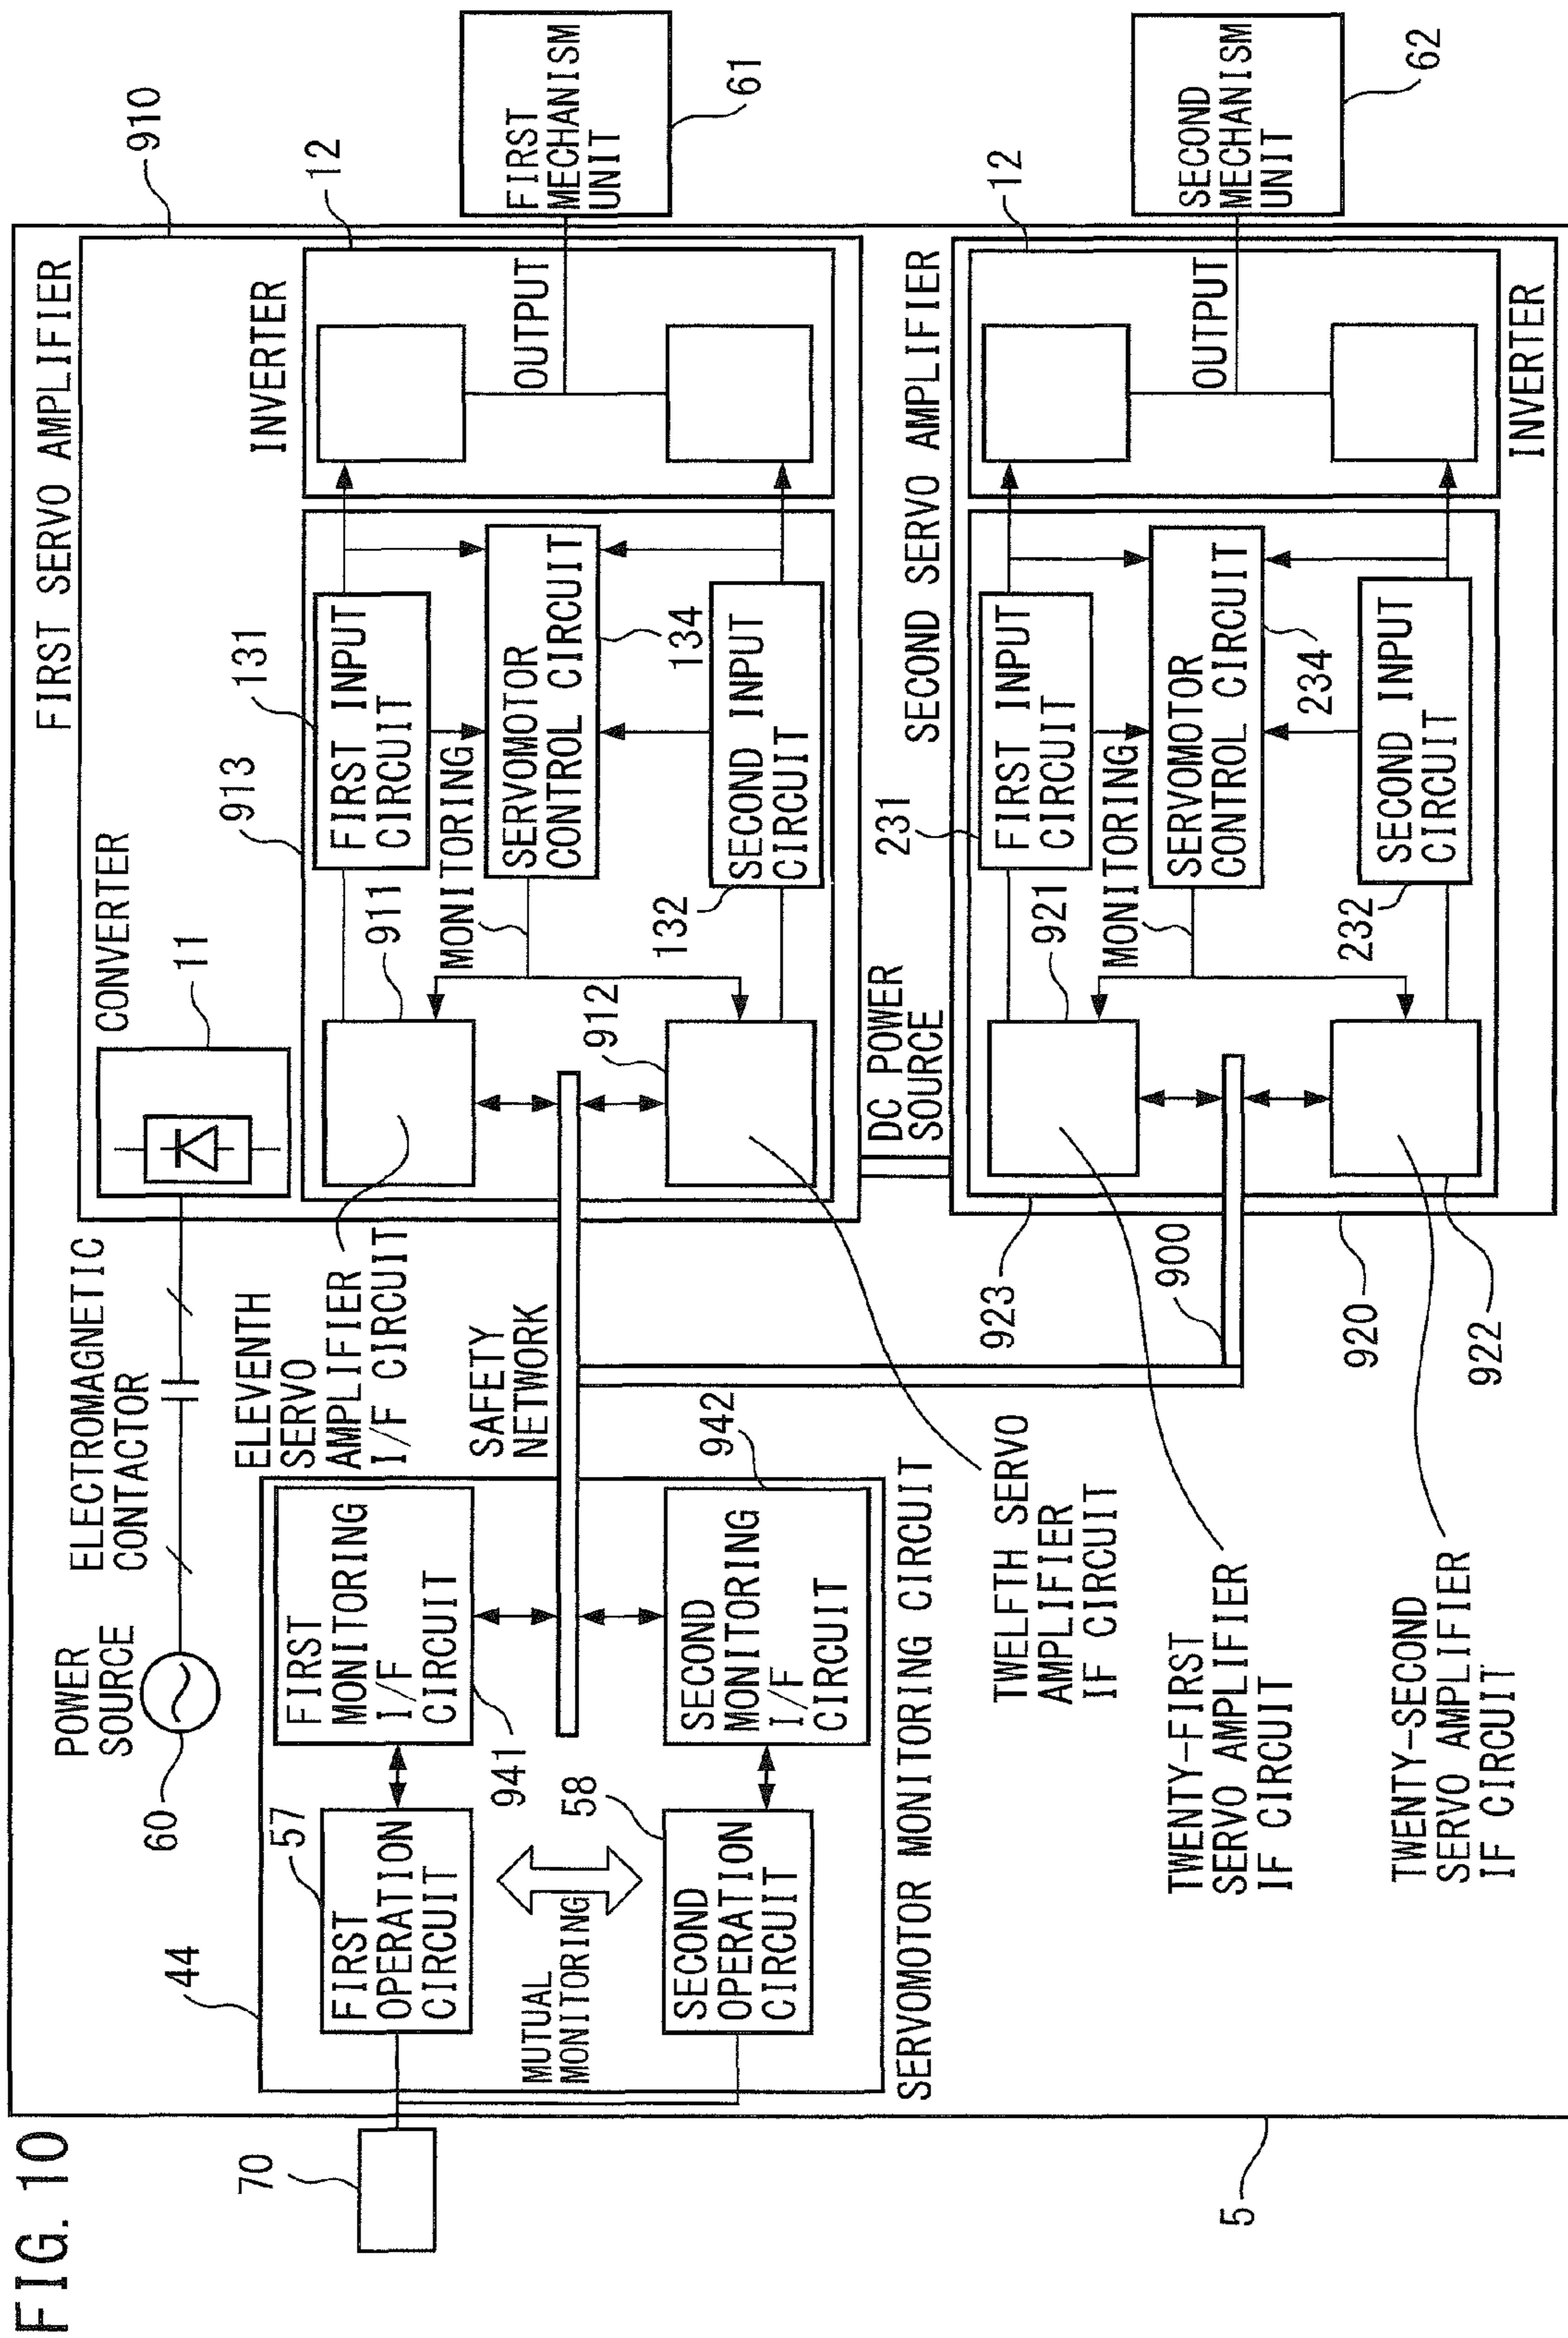 FIG. 10
5
70
44
SERVOMOTOR MONITORING CIRCUIT
57
FIRST
OPERATION
CIRCUIT
MUTUAL
MONITORING
58
SECOND
OPERATION
CIRCUIT
FIRST
MONITORING
I/F
CIRCUIT
941
SECOND
MONITORING
I/F
CIRCUIT
942
60
POWER
SOURCE
ELECTROMAGNETIC
CONTACTOR
ELEVENTH
SERVO
AMPLIFIER
I/F CIRCUIT
SAFETY
NETWORK
TWELFTH SERVO
AMPLIFIER
IF CIRCUIT
TWENTY-FIRST
SERVO AMPLIFIER
IF CIRCUIT
TWENTY-SECOND
SERVO AMPLIFIER
IF CIRCUIT
900
FIRST SERVO AMPLIFIER
910
CONVERTER
11
913
911
912
131
FIRST INPUT
CIRCUIT
MONITORING
SERVOMOTOR
CONTROL CIRCUIT
134
132
SECOND INPUT
CIRCUIT
INVERTER
12
OUTPUT
FIRST
MECHANISM
UNIT
61
DC POWER
SOURCE
SECOND SERVO AMPLIFIER
923
920
922
921
231
FIRST INPUT
CIRCUIT
MONITORING
SERVOMOTOR
CONTROL CIRCUIT
234
232
SECOND INPUT
CIRCUIT
12
OUTPUT
INVERTER
SECOND
MECHANISM
UNIT
62